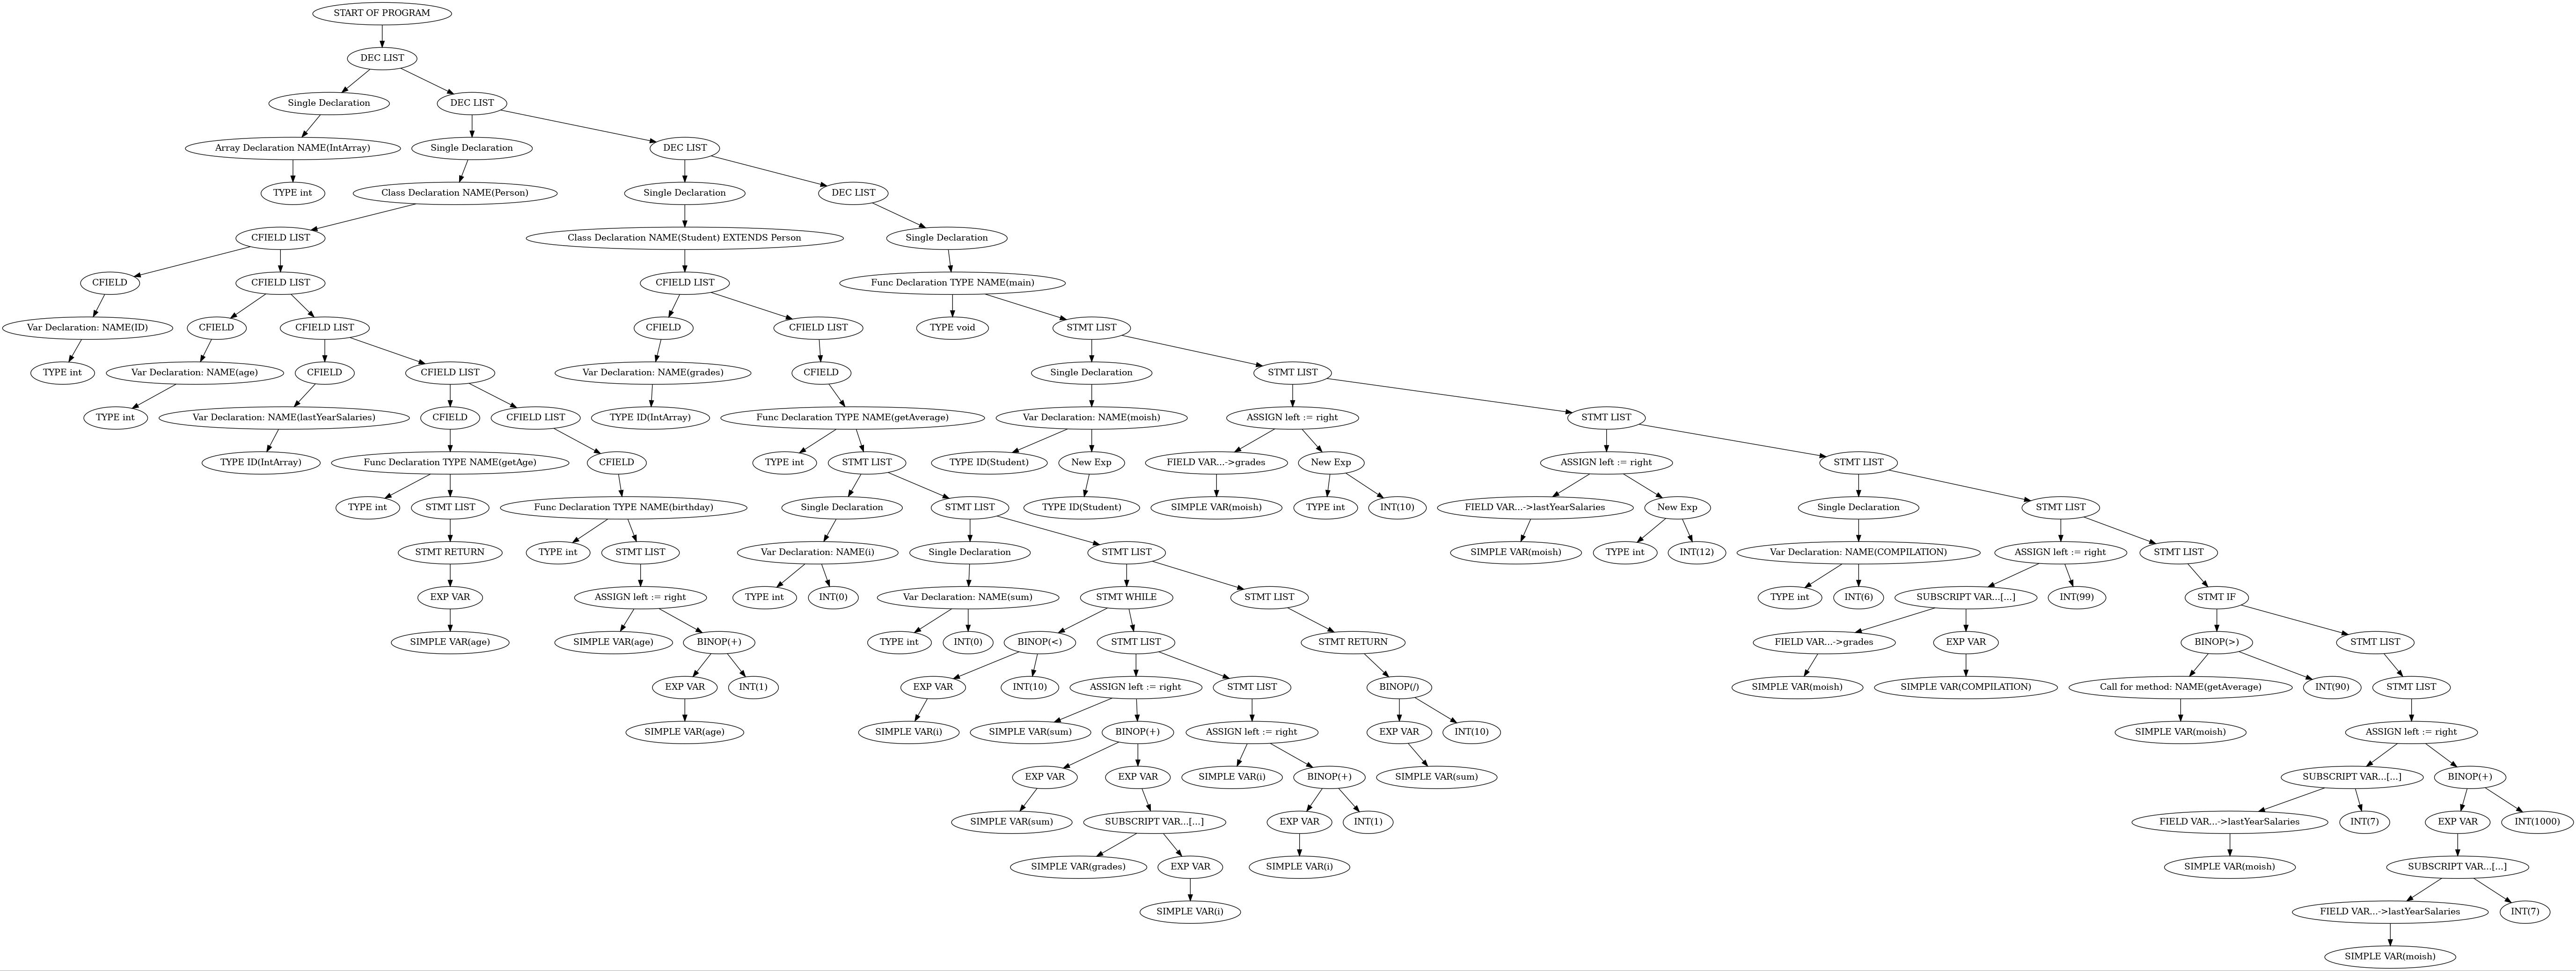 START OF PROGRAM
DEC LIST
Single Declaration
DEC LIST
Array Declaration NAME(IntArray)
Single Declaration
DEC LIST
TYPE int
Class Declaration NAME(Person)
Single Declaration
DEC LIST
CFIELD LIST
Class Declaration NAME(Student) EXTENDS Person
Single Declaration
CFIELD
CFIELD LIST
CFIELD LIST
Func Declaration TYPE NAME(main)
Var Declaration: NAME(ID)
CFIELD
CFIELD LIST
CFIELD
CFIELD LIST
TYPE void
STMT LIST
TYPE int
Var Declaration: NAME(age)
CFIELD
CFIELD LIST
Var Declaration: NAME(grades)
CFIELD
Single Declaration
STMT LIST
TYPE int
Var Declaration: NAME(lastYearSalaries)
CFIELD
CFIELD LIST
TYPE ID(IntArray)
Func Declaration TYPE NAME(getAverage)
Var Declaration: NAME(moish)
ASSIGN left := right
STMT LIST
TYPE ID(IntArray)
Func Declaration TYPE NAME(getAge)
CFIELD
TYPE int
STMT LIST
TYPE ID(Student)
New Exp
FIELD VAR...->grades
New Exp
ASSIGN left := right
STMT LIST
TYPE int
STMT LIST
Func Declaration TYPE NAME(birthday)
Single Declaration
STMT LIST
TYPE ID(Student)
SIMPLE VAR(moish)
TYPE int
INT(10)
FIELD VAR...->lastYearSalaries
New Exp
Single Declaration
STMT LIST
STMT RETURN
TYPE int
STMT LIST
Var Declaration: NAME(i)
Single Declaration
STMT LIST
SIMPLE VAR(moish)
TYPE int
INT(12)
Var Declaration: NAME(COMPILATION)
ASSIGN left := right
STMT LIST
EXP VAR
ASSIGN left := right
TYPE int
INT(0)
Var Declaration: NAME(sum)
STMT WHILE
STMT LIST
TYPE int
INT(6)
SUBSCRIPT VAR...[...]
INT(99)
STMT IF
SIMPLE VAR(age)
SIMPLE VAR(age)
BINOP(+)
TYPE int
INT(0)
BINOP(<)
STMT LIST
STMT RETURN
FIELD VAR...->grades
EXP VAR
BINOP(>)
STMT LIST
EXP VAR
INT(1)
EXP VAR
INT(10)
ASSIGN left := right
STMT LIST
BINOP(/)
SIMPLE VAR(moish)
SIMPLE VAR(COMPILATION)
Call for method: NAME(getAverage)
INT(90)
STMT LIST
SIMPLE VAR(age)
SIMPLE VAR(i)
SIMPLE VAR(sum)
BINOP(+)
ASSIGN left := right
EXP VAR
INT(10)
SIMPLE VAR(moish)
ASSIGN left := right
EXP VAR
EXP VAR
SIMPLE VAR(i)
BINOP(+)
SIMPLE VAR(sum)
SUBSCRIPT VAR...[...]
BINOP(+)
SIMPLE VAR(sum)
SUBSCRIPT VAR...[...]
EXP VAR
INT(1)
FIELD VAR...->lastYearSalaries
INT(7)
EXP VAR
INT(1000)
SIMPLE VAR(grades)
EXP VAR
SIMPLE VAR(i)
SIMPLE VAR(moish)
SUBSCRIPT VAR...[...]
SIMPLE VAR(i)
FIELD VAR...->lastYearSalaries
INT(7)
SIMPLE VAR(moish)